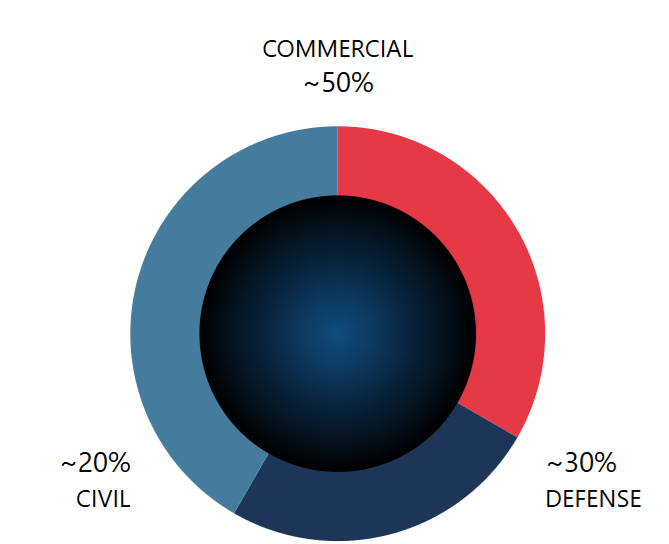 COMMERCIAL
~50%
~20%
CIVIL
~30%
DEFENSE